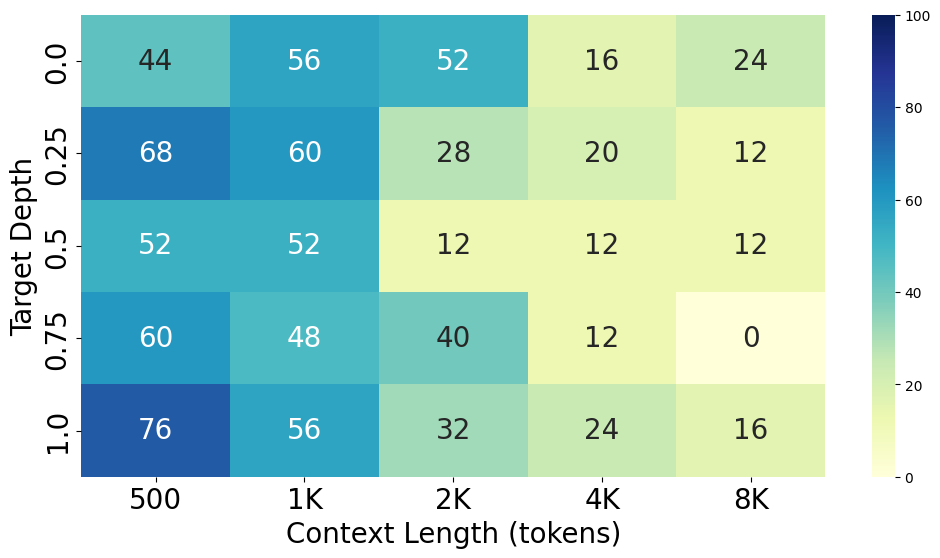 Target Depth
0.0 44 56 52 16 24
0.25 68 60 28 20 12
0.5 52 52 12 12 12
0.75 60 48 40 12 0
1.0 76 56 32 24 16
500 1K 2K 4K 8K
Context Length (tokens)
100
80
60
40
20
0